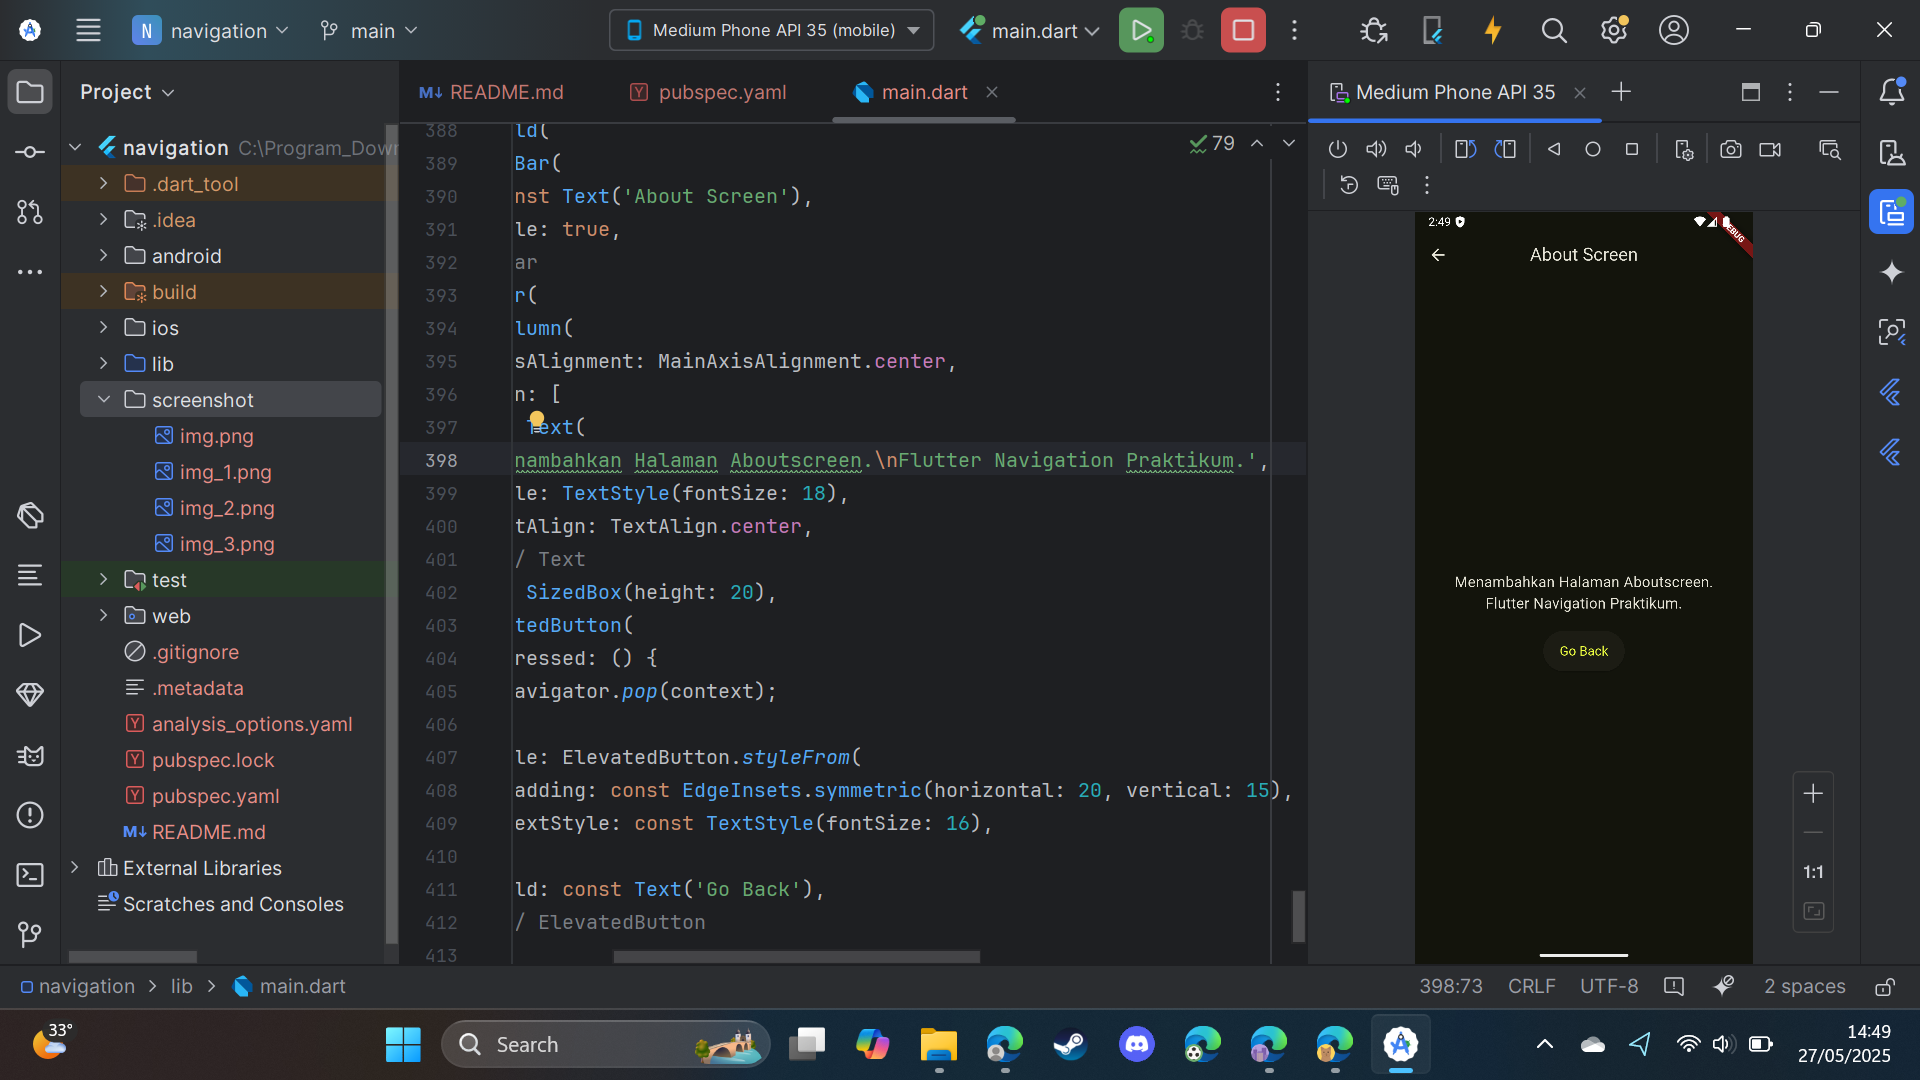 N navigation main Medium Phone API 35 (mobile) main.dart
Project
README.md pubspec.yaml main.dart Medium Phone API 35
navigation C:\Program_Dow
.dart_tool
.idea
android
build
ios
lib
screenshot
img.png
img_1.png
img_2.png
img_3.png
test
web
.gitignore
.metadata
analysis_options.yaml
pubspec.lock
pubspec.yaml
M↓ README.md
External Libraries
Scratches and Consoles
79
388 ld(
389 Bar(
390 nst Text('About Screen'),
391 le: true,
392 ar
393 r(
394 lumn(
395 sAlignment: MainAxisAlignment.center,
396 n: [
397 Text(
398 nambahkan Halaman Aboutscreen.\nFlutter Navigation Praktikum.',
399 le: TextStyle(fontSize: 18),
400 tAlign: TextAlign.center,
401 / Text
402 SizedBox(height: 20),
403 tedButton(
404 ressed: () {
405 avigator.pop(context);
406
407 le: ElevatedButton.styleFrom(
408 adding: const EdgeInsets.symmetric(horizontal: 20, vertical: 15),
409 extStyle: const TextStyle(fontSize: 16),
410
411 ld: const Text('Go Back'),
412 / ElevatedButton
413
2:49
About Screen
Menambahkan Halaman Aboutscreen.
Flutter Navigation Praktikum.
Go Back
1:1
navigation > lib > main.dart 398:73 CRLF UTF-8 2 spaces
33°
Search
14:49
27/05/2025